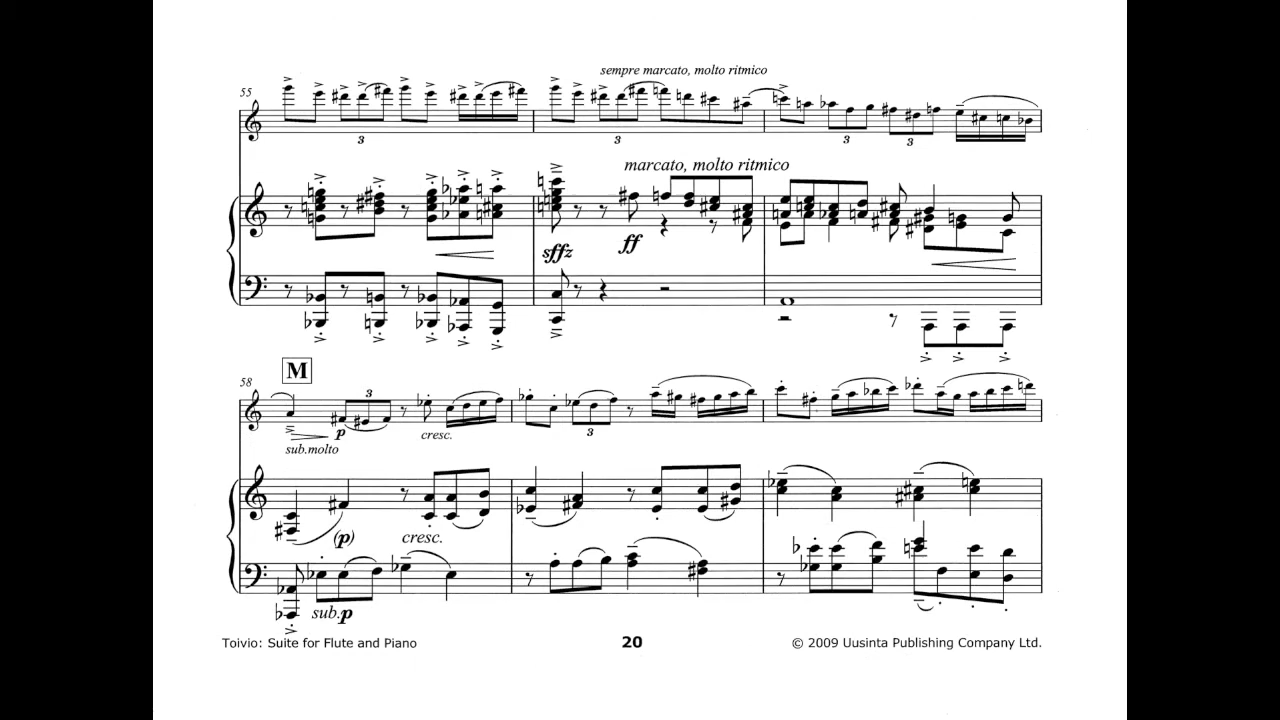 sempre marcato, molto ritmico
55
3
3
3
3
marcato, molto ritmico
sffz
ff
M
58
3
p
cresc.
3
sub.molto
(p)
cresc.
sub.p
Toivio: Suite for Flute and Piano
20
© 2009 Uusinta Publishing Company Ltd.